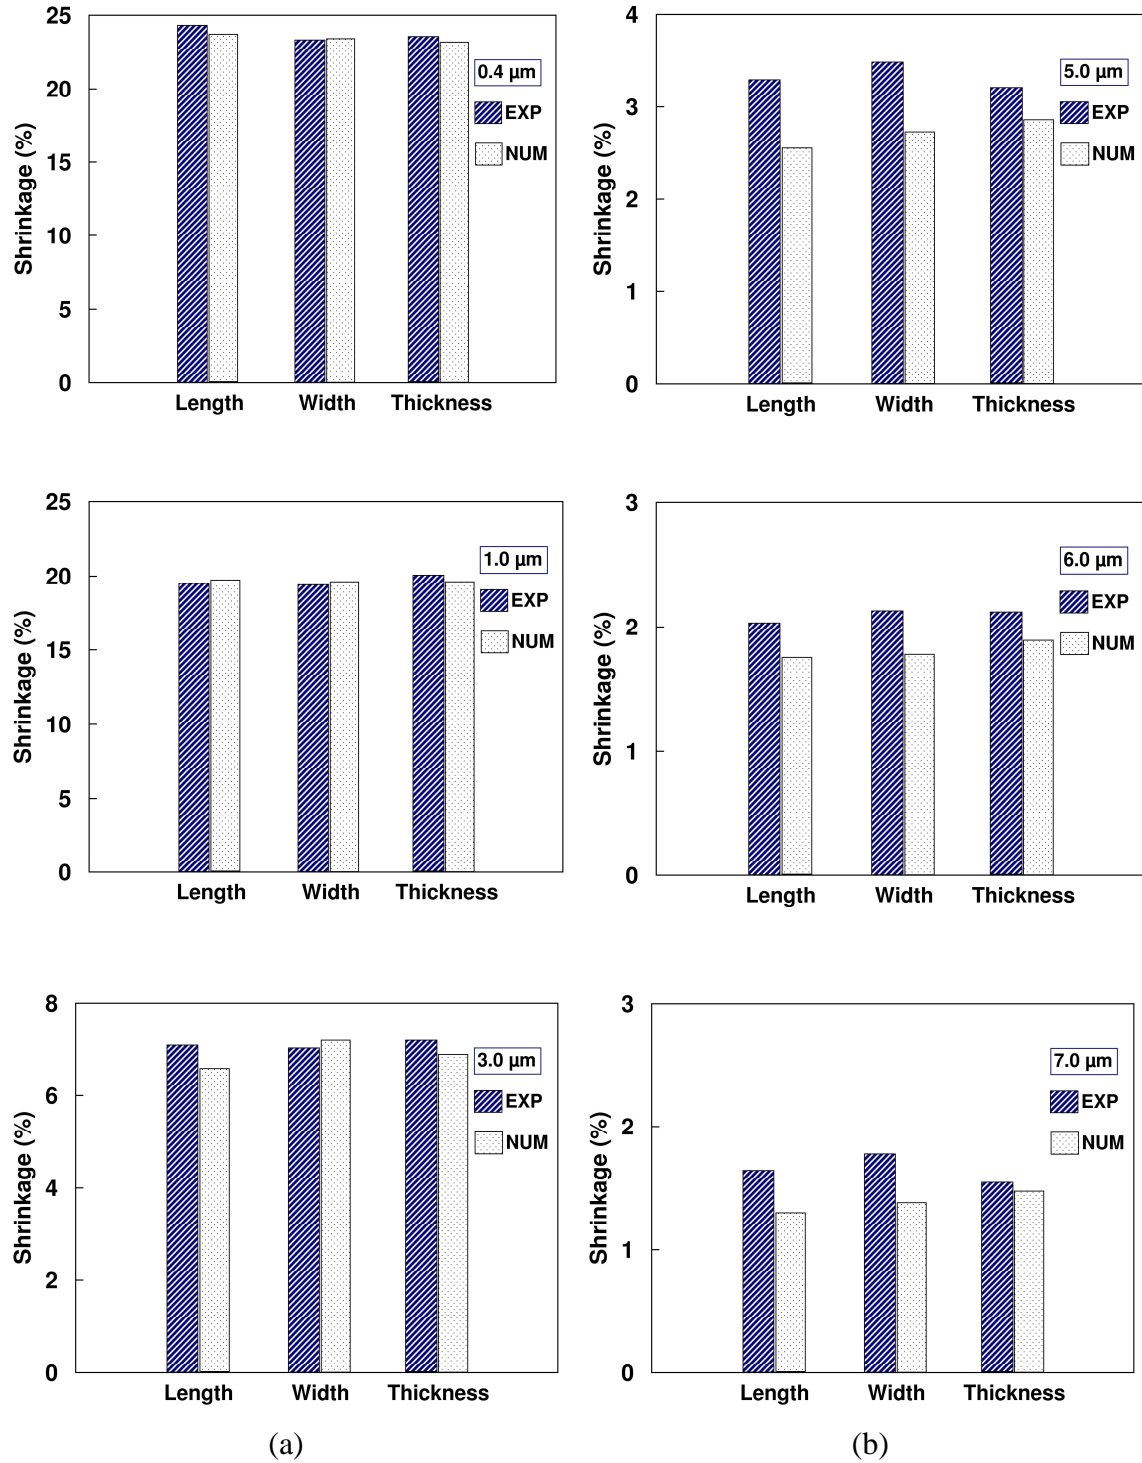 25
20
15
10
5
0
Shrinkage (%)
0.4 µm
EXP
NUM
Length Width Thickness
4
3
2
1
0
Shrinkage (%)
5.0 µm
EXP
NUM
Length Width Thickness
25
20
15
10
5
0
Shrinkage (%)
1.0 µm
EXP
NUM
Length Width Thickness
3
2
1
0
Shrinkage (%)
6.0 µm
EXP
NUM
Length Width Thickness
8
6
4
2
0
Shrinkage (%)
3.0 µm
EXP
NUM
Length Width Thickness
3
2
1
0
Shrinkage (%)
7.0 µm
EXP
NUM
Length Width Thickness
(a)
(b)